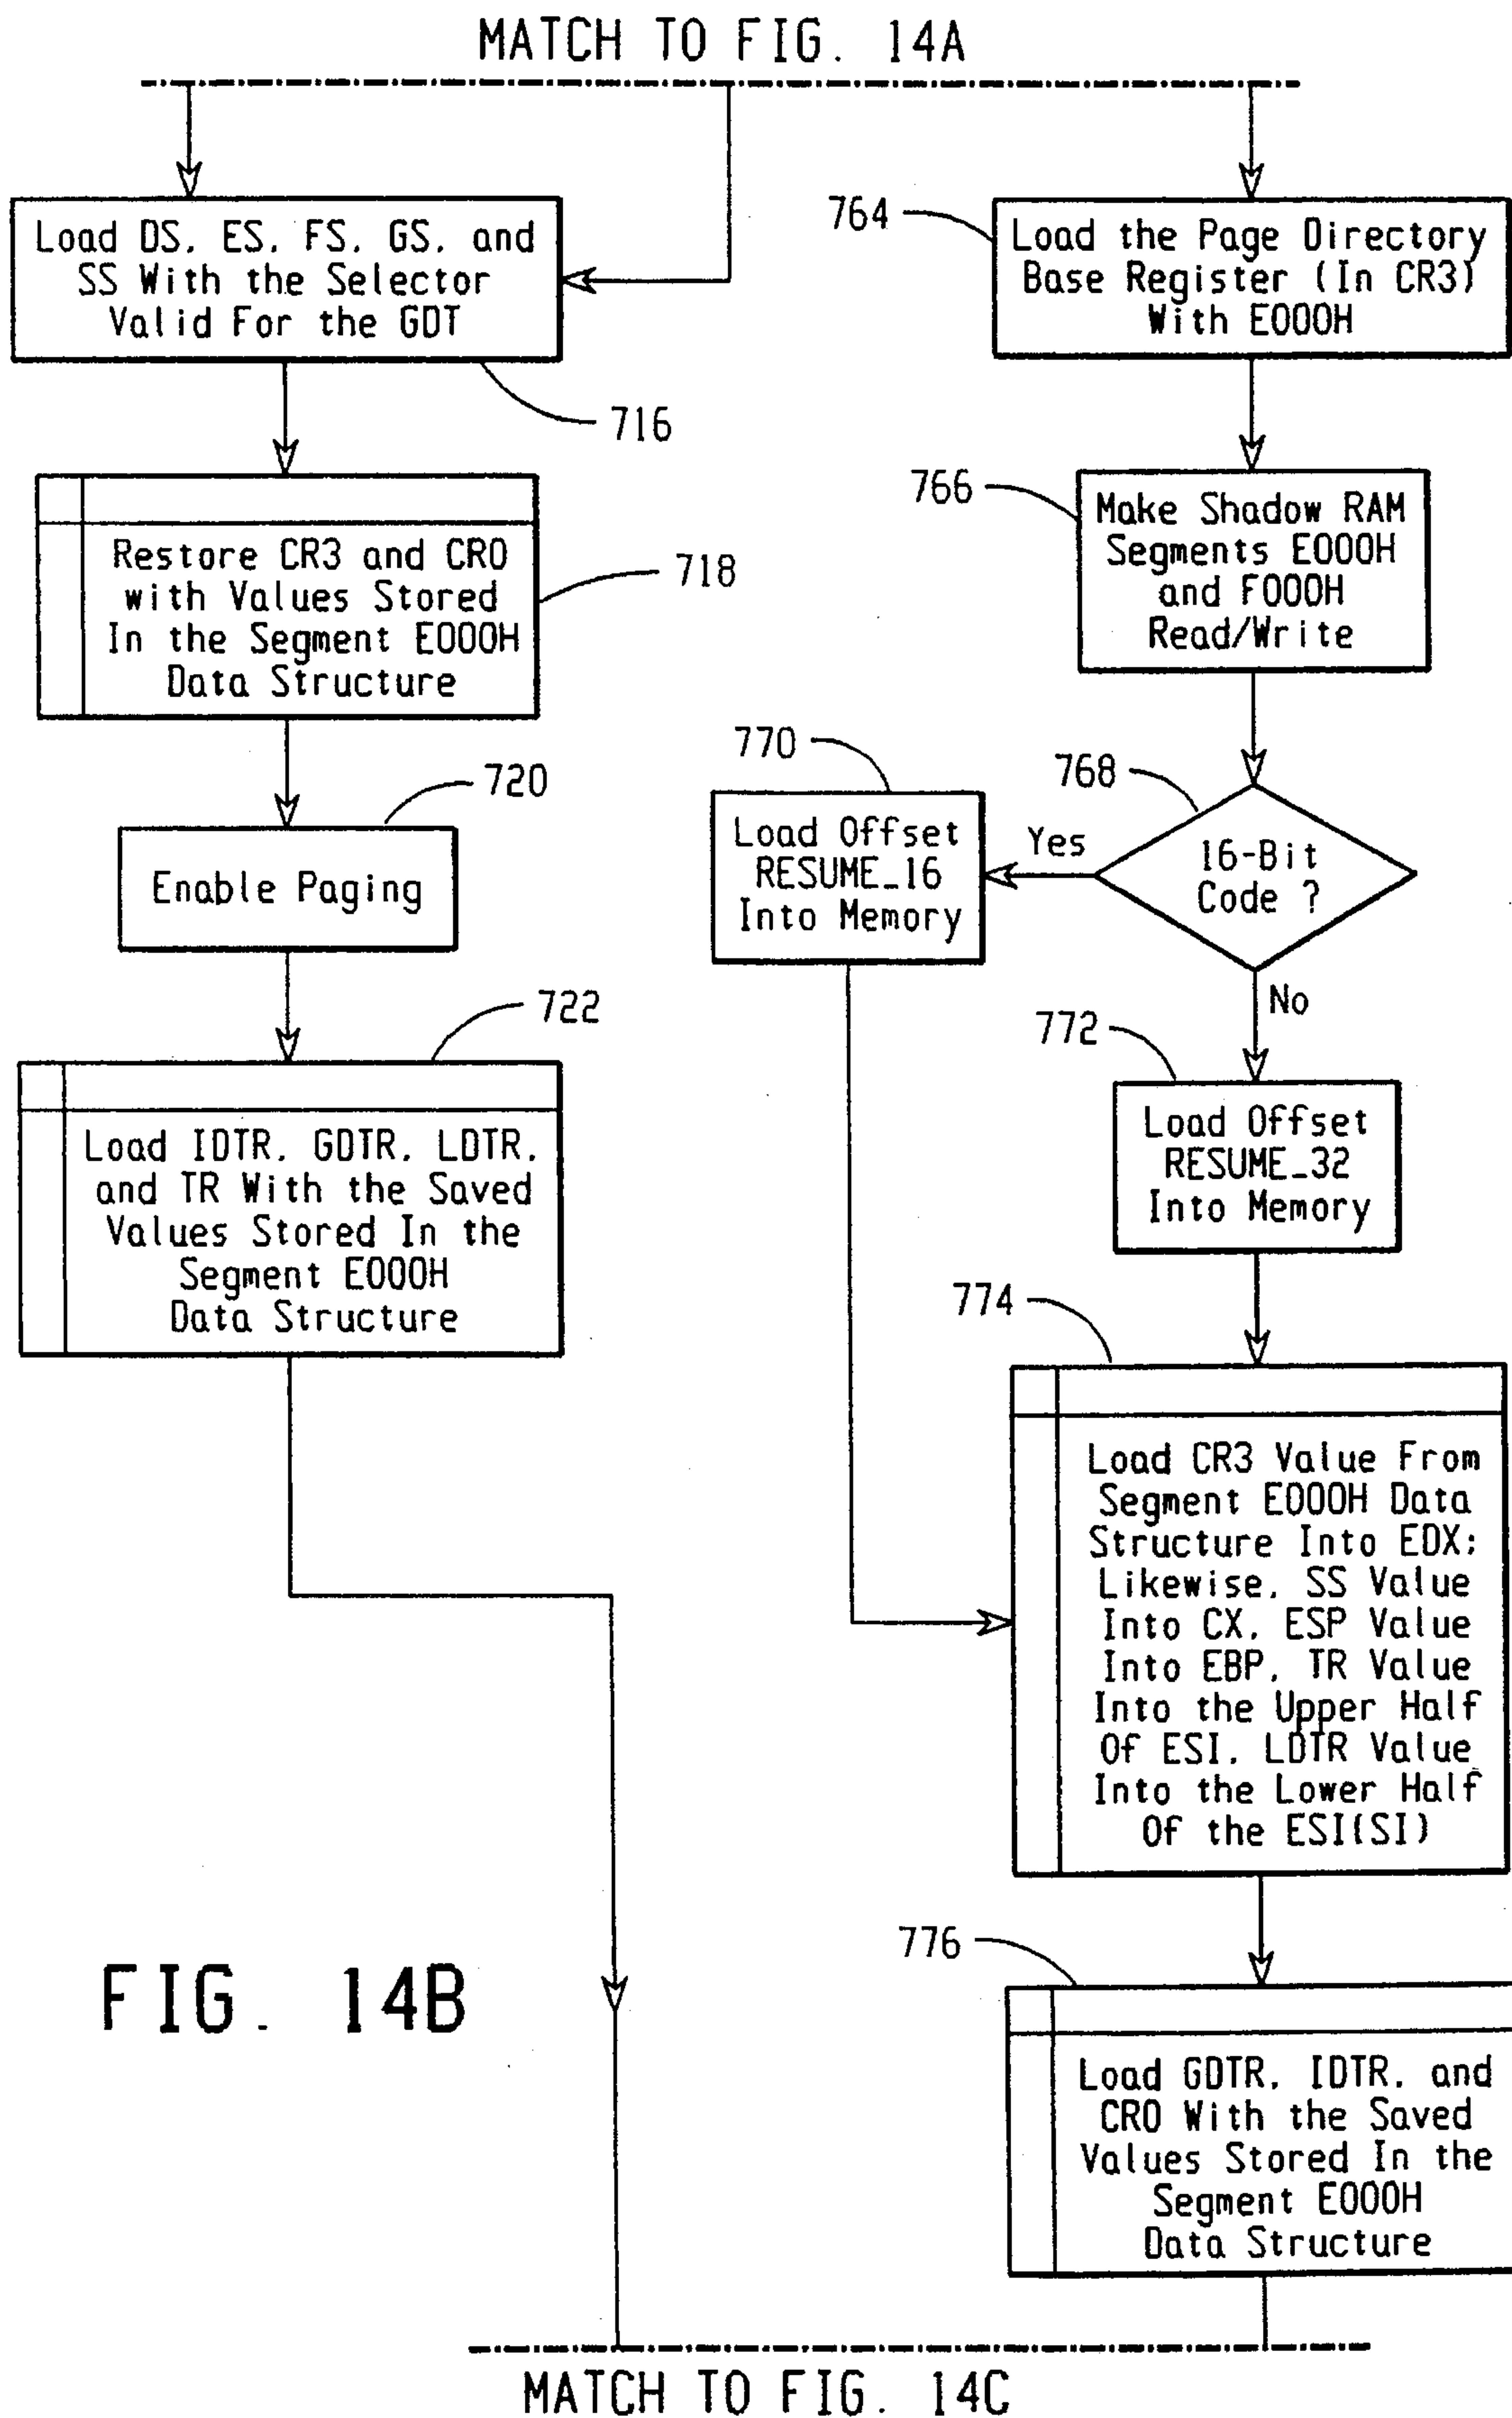 MATCH TO FIG. 14A
Load DS, ES, FS, GS, and
SS With the Selector
Valid For the GDT
716
Restore CR3 and CR0
with Values Stored
In the Segment E000H
Data Structure
718
720
Enable Paging
722
Load IDTR, GDTR, LDTR,
and TR With the Saved
Values Stored In the
Segment E000H
Data Structure
764
Load the Page Directory
Base Register (In CR3)
With E000H
766
Make Shadow RAM
Segments E000H
and F000H
Read/Write
768
16-Bit
Code ?
Yes
770
Load Offset
RESUME_16
Into Memory
No
772
Load Offset
RESUME_32
Into Memory
774
Load CR3 Value From
Segment E000H Data
Structure Into EDX;
Likewise, SS Value
Into CX, ESP Value
Into EBP, TR Value
Into the Upper Half
Of ESI, LDTR Value
Into the Lower Half
Of the ESI(SI)
776
Load GDTR, IDTR, and
CR0 With the Saved
Values Stored In the
Segment E000H
Data Structure
FIG. 14B
MATCH TO FIG. 14C